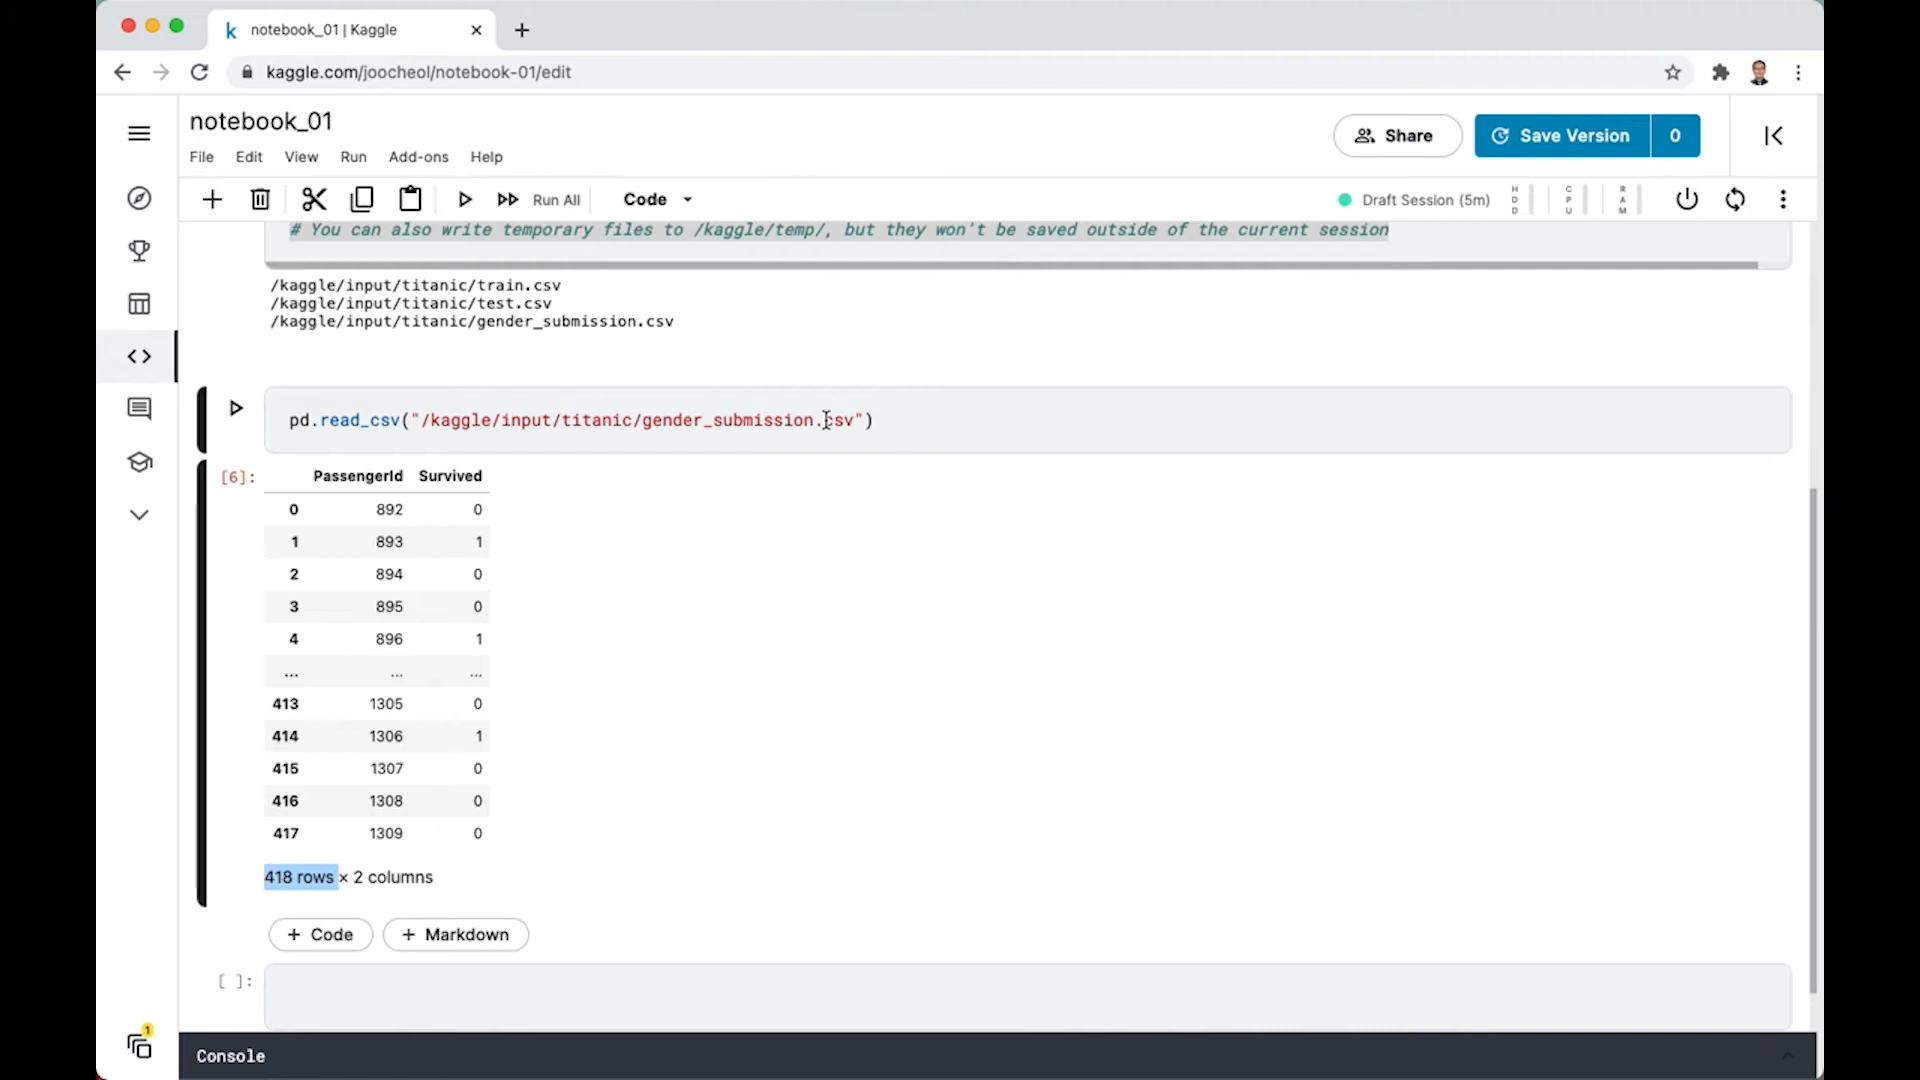 notebook_01 | Kaggle
kaggle.com/joocheol/notebook-01/edit
notebook_01
Share
Save Version
0
File Edit View Run Add-ons Help
Run All
Code
Draft Session (5m)
HDD
CPU
RAM
# You can also write temporary files to /kaggle/temp/, but they won't be saved outside of the current session
/kaggle/input/titanic/train.csv
/kaggle/input/titanic/test.csv
/kaggle/input/titanic/gender_submission.csv
pd.read_csv("/kaggle/input/titanic/gender_submission.csv")
[6]:
PassengerId Survived
0 892 0
1 893 1
2 894 0
3 895 0
4 896 1
... ... ...
413 1305 0
414 1306 1
415 1307 0
416 1308 0
417 1309 0
418 rows × 2 columns
+ Code
+ Markdown
[ ]:
1
Console